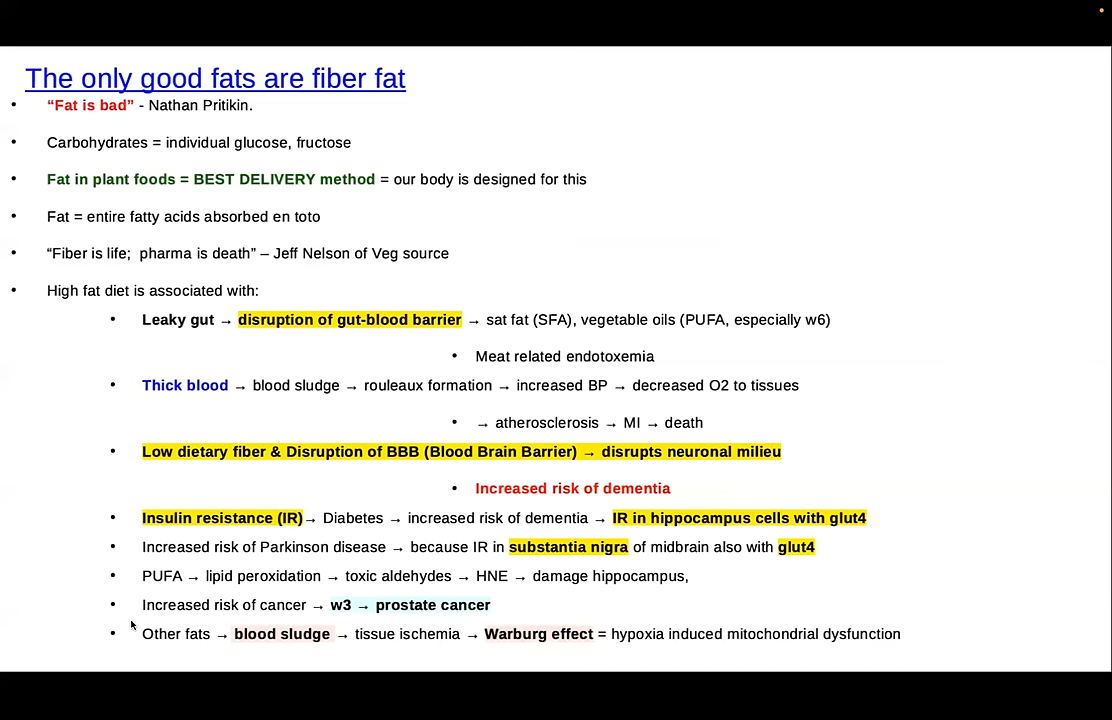 The only good fats are fiber fat
• “Fat is bad” - Nathan Pritikin.
• Carbohydrates = individual glucose, fructose
• Fat in plant foods = BEST DELIVERY method = our body is designed for this
• Fat = entire fatty acids absorbed en toto
• “Fiber is life;  pharma is death” – Jeff Nelson of Veg source
• High fat diet is associated with:
• Leaky gut → disruption of gut-blood barrier → sat fat (SFA), vegetable oils (PUFA, especially w6)
• Meat related endotoxemia
• Thick blood → blood sludge → rouleaux formation → increased BP → decreased O2 to tissues
• → atherosclerosis → MI → death
• Low dietary fiber & Disruption of BBB (Blood Brain Barrier) → disrupts neuronal milieu
• Increased risk of dementia
• Insulin resistance (IR)→ Diabetes → increased risk of dementia → IR in hippocampus cells with glut4
• Increased risk of Parkinson disease → because IR in substantia nigra of midbrain also with glut4
• PUFA → lipid peroxidation → toxic aldehydes → HNE → damage hippocampus,
• Increased risk of cancer → w3 → prostate cancer
• Other fats → blood sludge → tissue ischemia → Warburg effect = hypoxia induced mitochondrial dysfunction